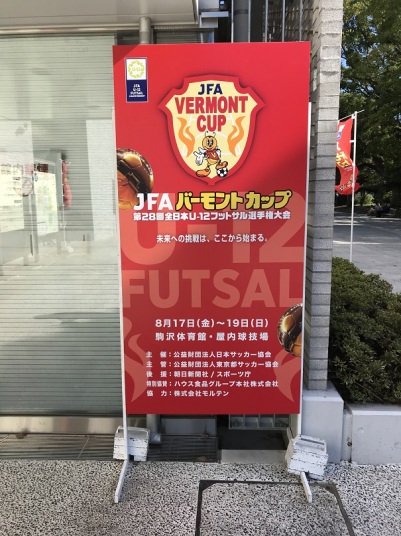 JFA
U-12
FUTSAL
JFA
VERMONT
CUP
JFA バーモントカップ
第28回全日本U-12フットサル選手権大会
未来への挑戦は、ここから始まる。
U-12
FUTSAL
8月17日(金)〜19日(日)
駒沢体育館・屋内球技場
主 催：公益財団法人日本サッカー協会
主 管：公益財団法人東京都サッカー協会
後 援：朝日新聞社/スポーツ庁
特別協賛：ハウス食品グループ本社株式会社
協 力：株式会社モルテン